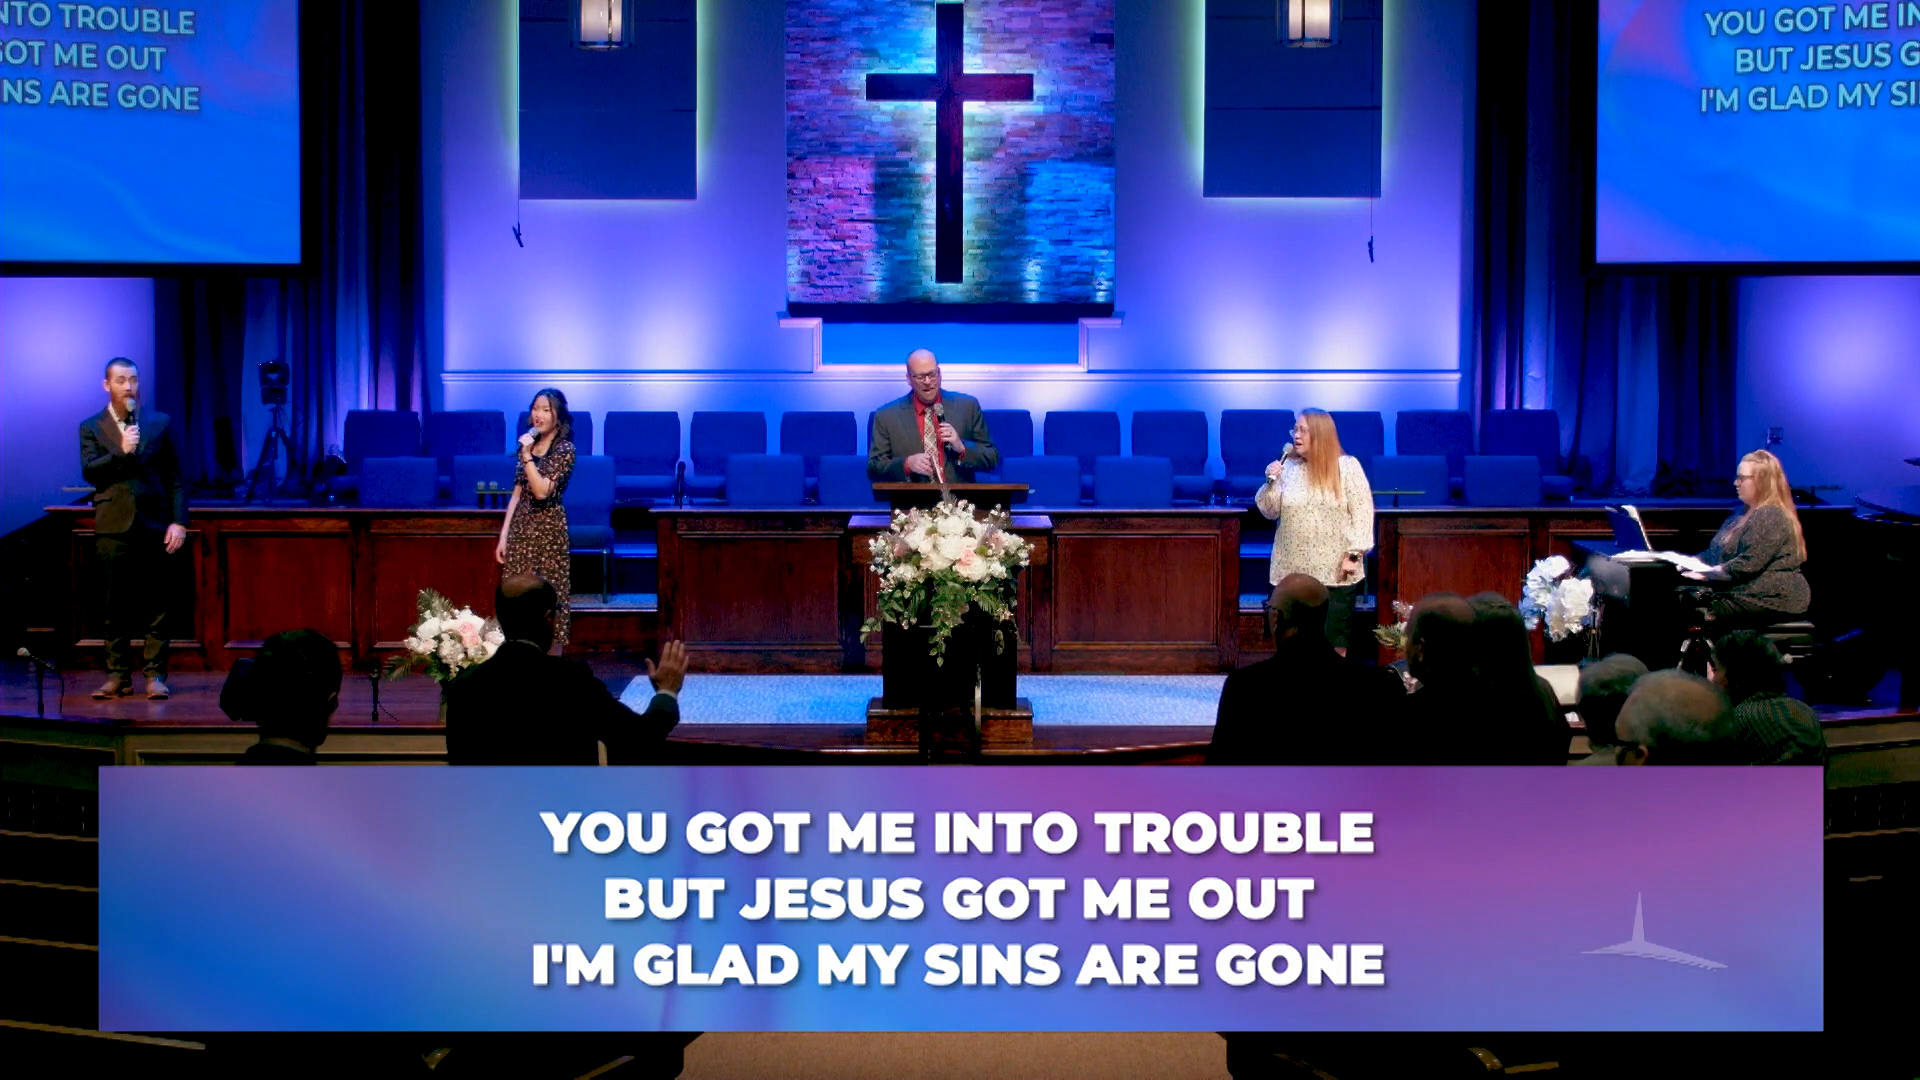 NTO TROUBLE
GOT ME OUT
INS ARE GONE
YOU GOT ME IN
BUT JESUS G
I'M GLAD MY SI
YOU GOT ME INTO TROUBLE
BUT JESUS GOT ME OUT
I'M GLAD MY SINS ARE GONE